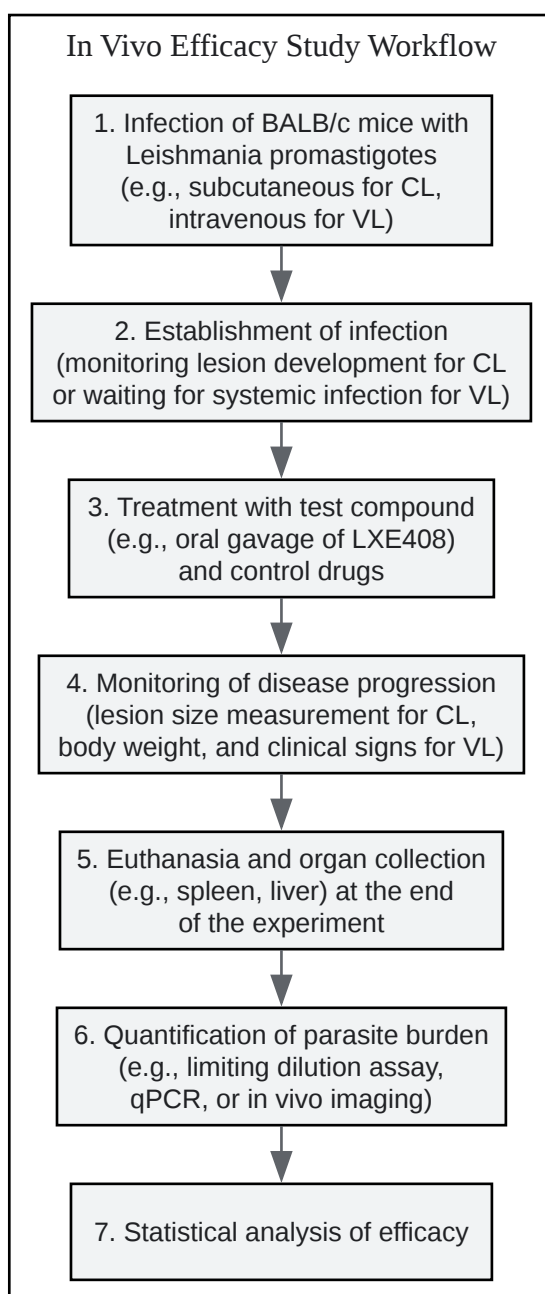 In Vivo Efficacy Study Workflow
1. Infection of BALB/c mice with
Leishmania promastigotes
(e.g., subcutaneous for CL,
intravenous for VL)
2. Establishment of infection
(monitoring lesion development for CL
or waiting for systemic infection for VL)
3. Treatment with test compound
(e.g., oral gavage of LXE408)
and control drugs
4. Monitoring of disease progression
(lesion size measurement for CL,
body weight, and clinical signs for VL)
5. Euthanasia and organ collection
(e.g., spleen, liver) at the end
of the experiment
6. Quantification of parasite burden
(e.g., limiting dilution assay,
qPCR, or in vivo imaging)
7. Statistical analysis of efficacy